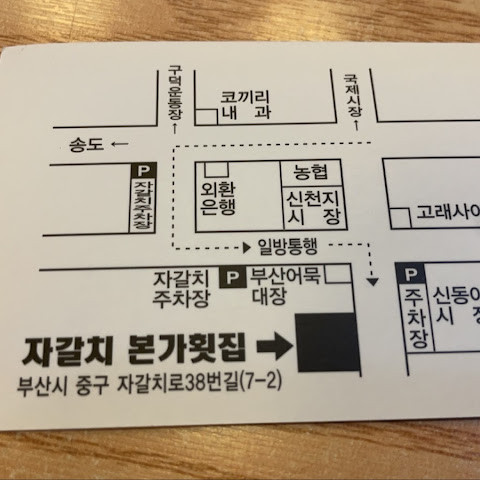 구덕운동장
↑
코끼리
내 과
국제시장
↑
송도 ←
P
자갈치주차장
외환
은행
농협
신천지
시 장
고래사어
일방통행
자갈치
주차장
P
부산어묵
대장
P
주차장
신동아
시 장
자갈치 본가횟집 →
부산시 중구 자갈치로38번길(7-2)